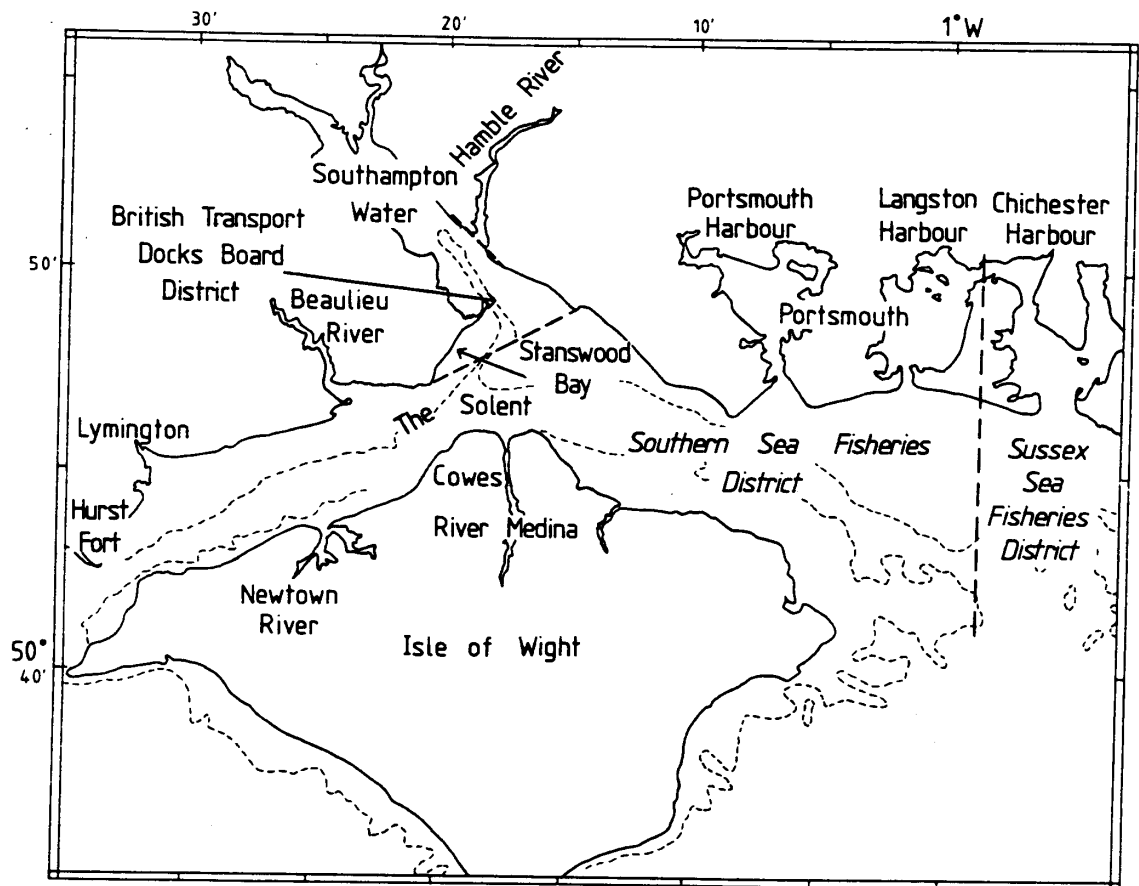 30'
20'
10'
1°W
Hamble River
Southampton
Water
British Transport
Docks Board
District
Portsmouth
Harbour
Langston
Harbour
Chichester
Harbour
50'
Beaulieu
River
Portsmouth
Stanswood
Bay
The Solent
Lymington
Southern Sea Fisheries
District
Sussex
Sea
Fisheries
District
Cowes
River Medina
Hurst
Fort
Newtown
River
Isle of Wight
50°
40'